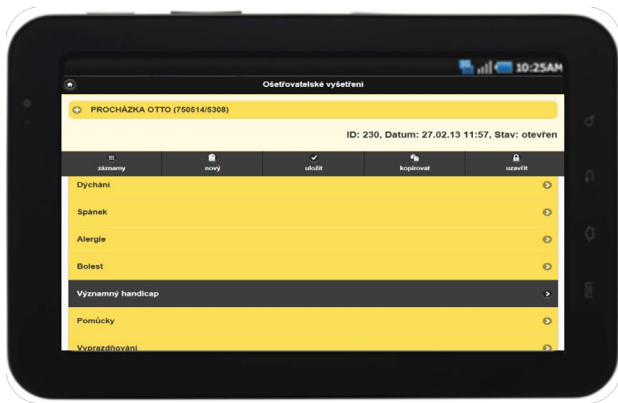 10:25AM
Ošetřovatelské vyšetření
PROCHÁZKA OTTO (750514/5308)
ID: 230, Datum: 27.02.13 11:57, Stav: otevřen
záznamy nový uložit kopírovat uzavřít
Dýchání
Spánek
Alergie
Bolest
Významný handicap
Pomůcky
Vyprazdňování